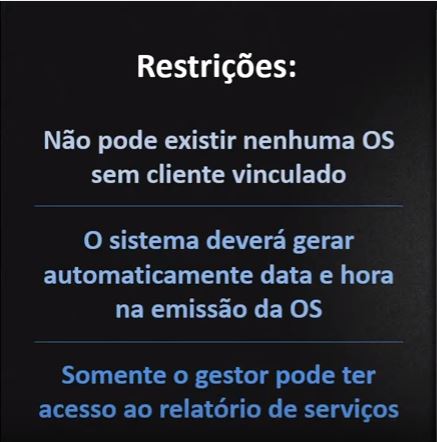 Restrições:
Não pode existir nenhuma OS
sem cliente vinculado
O sistema deverá gerar
automaticamente data e hora
na emissão da OS
Somente o gestor pode ter
acesso ao relatório de serviços